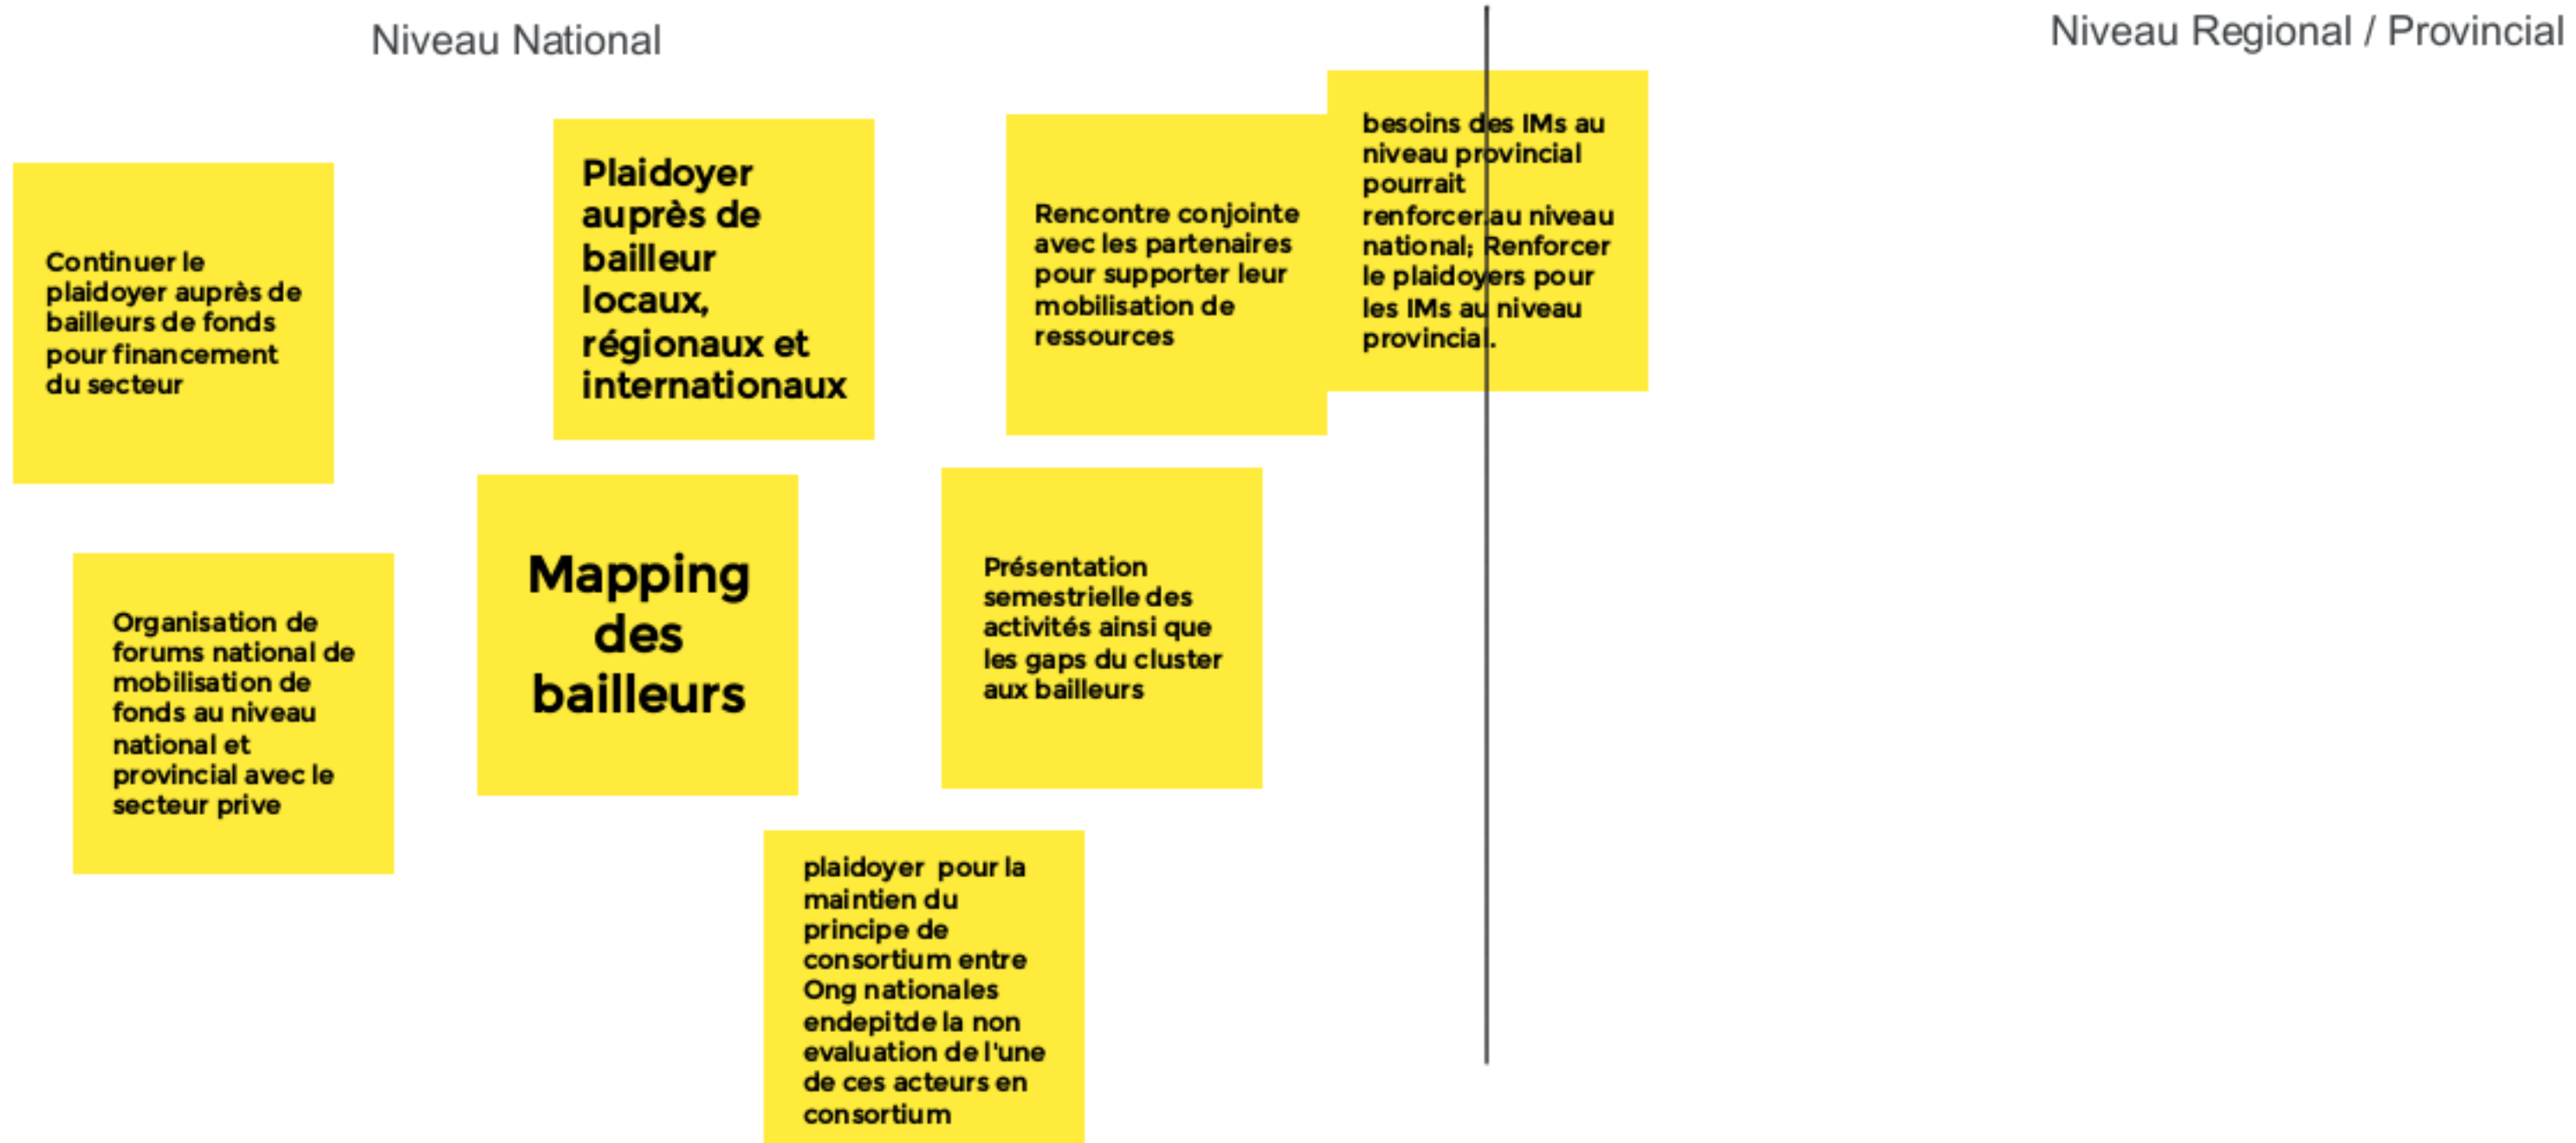 Niveau National
Niveau Regional / Provincial
Continuer le
plaidoyer auprès de
bailleurs de fonds
pour financement
du secteur
Plaidoyer
auprès de
bailleur
locaux,
régionaux et
internationaux
Rencontre conjointe
avec les partenaires
pour supporter leur
mobilisation de
ressources
besoins des IMs au
niveau provincial
pourrait
renforcer au niveau
national; Renforcer
le plaidoyers pour
les IMs au niveau
provincial.
Organisation de
forums national de
mobilisation de
fonds au niveau
national et
provincial avec le
secteur prive
Mapping
des
bailleurs
Présentation
semestrielle des
activités ainsi que
les gaps du cluster
aux bailleurs
plaidoyer pour la
maintien du
principe de
consortium entre
Ong nationales
endepitde la non
evaluation de l'une
de ces acteurs en
consortium